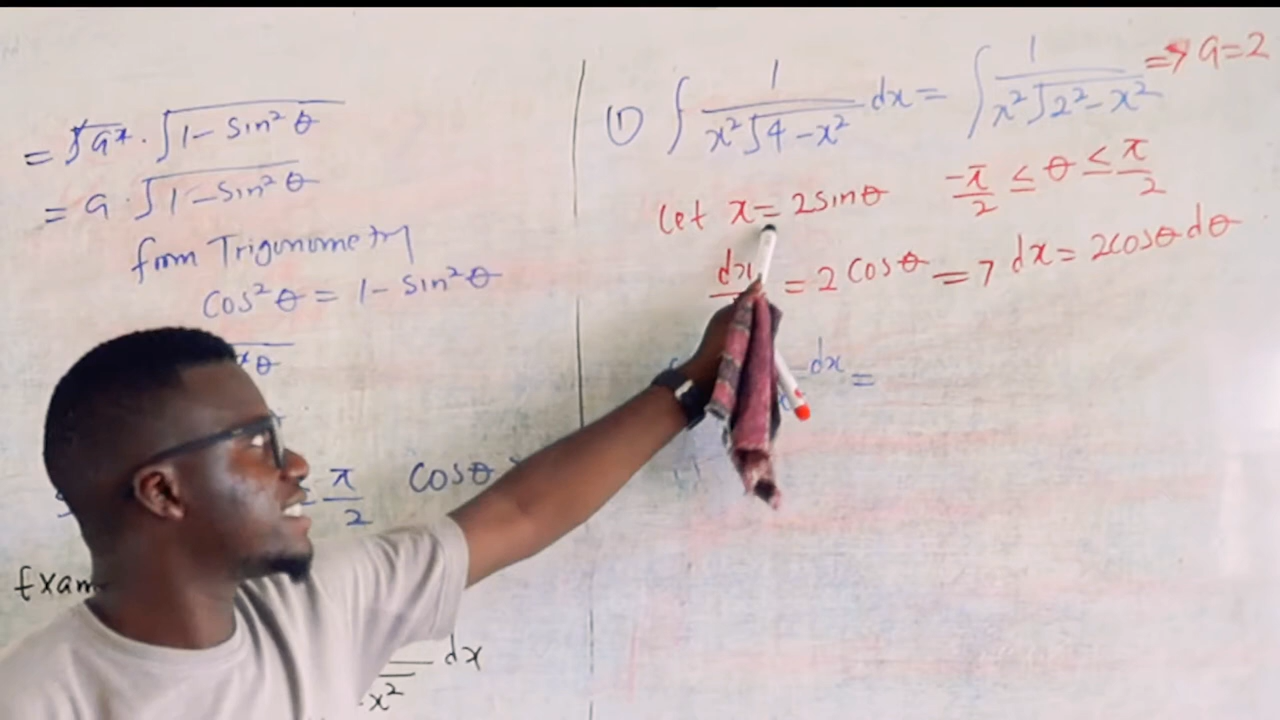 = √a² · √1 - sin²θ
= a · √1 - sin²θ
from Trigonometry
cos²θ = 1 - sin²θ
²θ
π/2 cosθ
Exam
dx
x²
① ∫ 1/(x²√4 - x²) dx = ∫ 1/(x²√2² - x²) => a = 2
let x = 2sinθ -π/2 ≤ θ ≤ π/2
dx = 2cosθ => dx = 2cosθ dθ
dx =